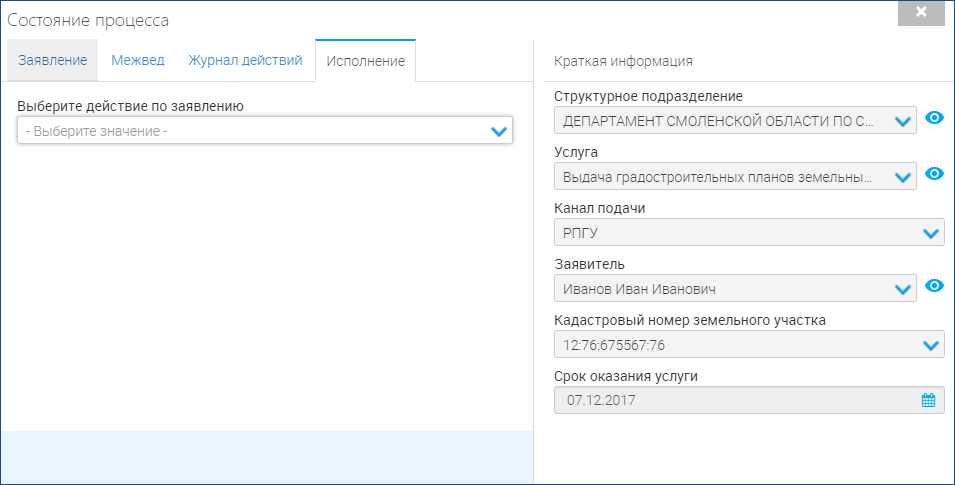 Состояние процесса
Заявление Межвед Журнал действий Исполнение
Выберите действие по заявлению
- Выберите значение -
Краткая информация
Структурное подразделение
ДЕПАРТАМЕНТ СМОЛЕНСКОЙ ОБЛАСТИ ПО С...
Услуга
Выдача градостроительных планов земельны...
Канал подачи
РПГУ
Заявитель
Иванов Иван Иванович
Кадастровый номер земельного участка
12:76:675567:76
Срок оказания услуги
07.12.2017